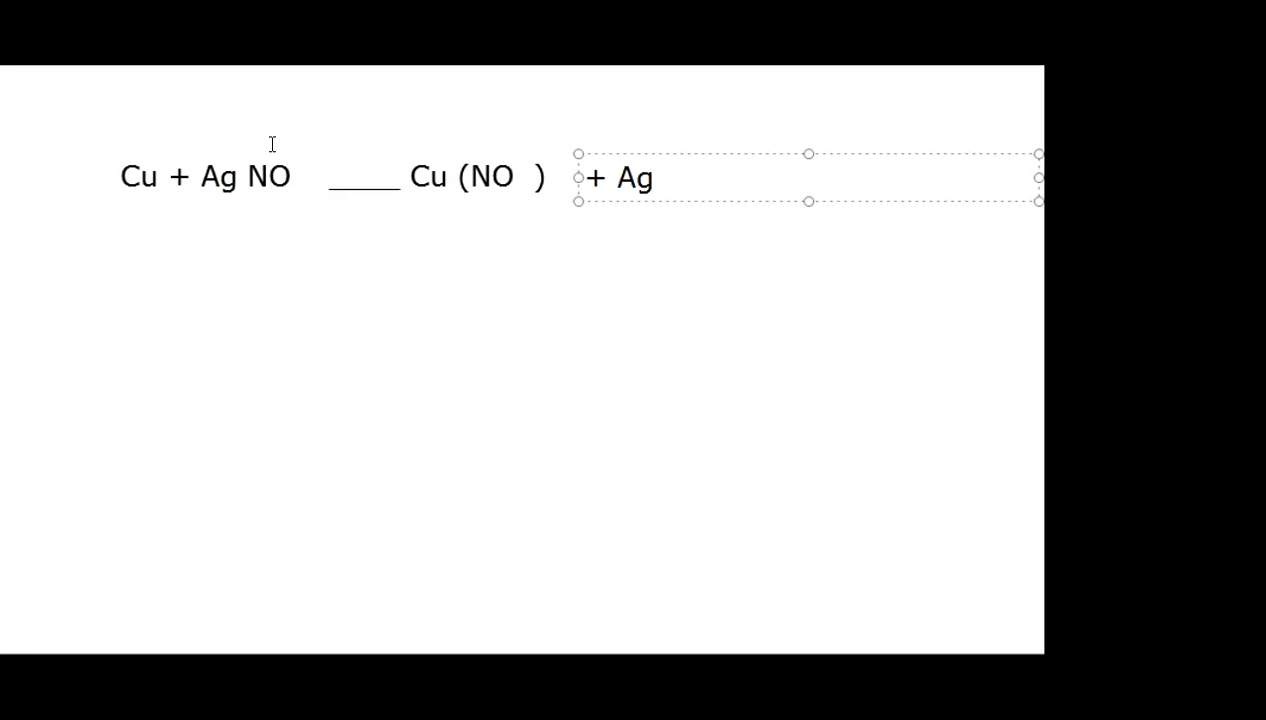 Cu + Ag NO _____ Cu (NO ) + Ag